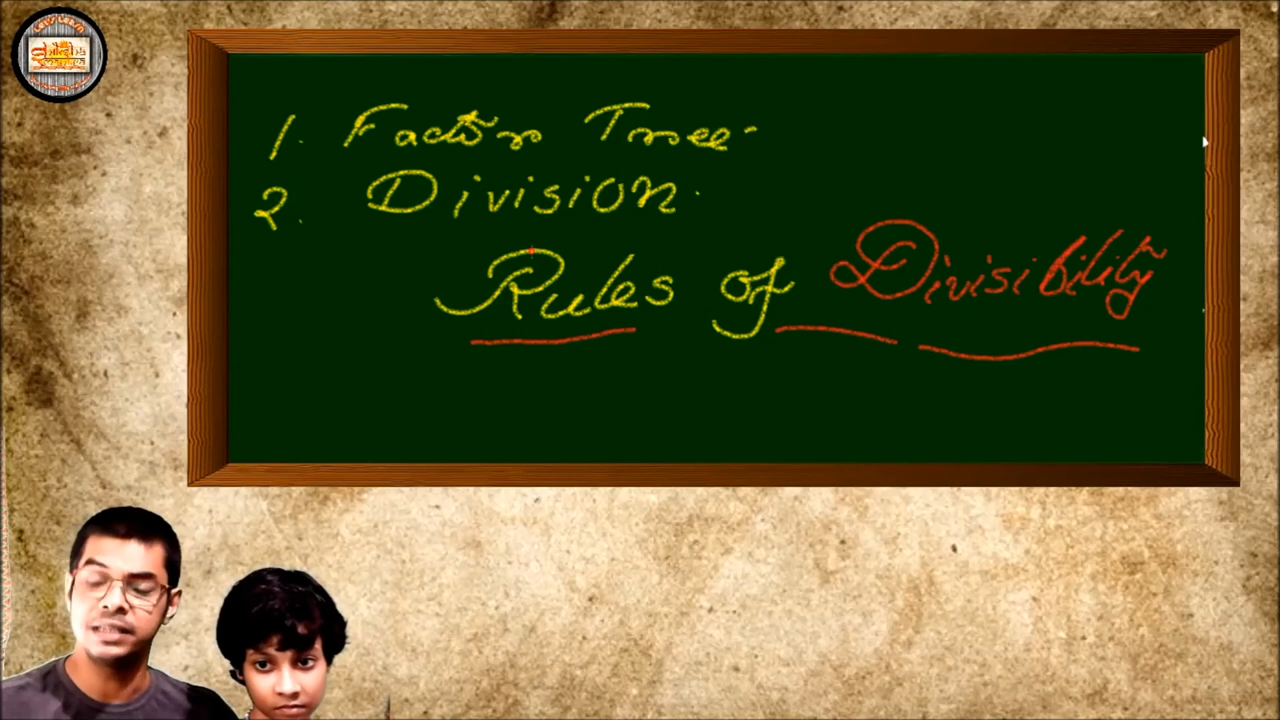 1. Factor Tree.
2. Division.
Rules of Divisibility